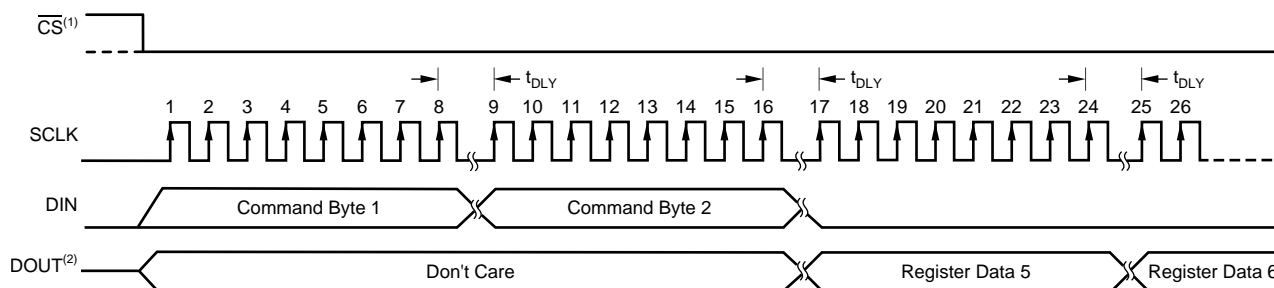 CS(1)
tDLY tDLY tDLY
1 2 3 4 5 6 7 8 9 10 11 12 13 14 15 16 17 18 19 20 21 22 23 24 25 26
SCLK
DIN Command Byte 1 Command Byte 2
DOUT(2) Don't Care Register Data 5 Register Data 6